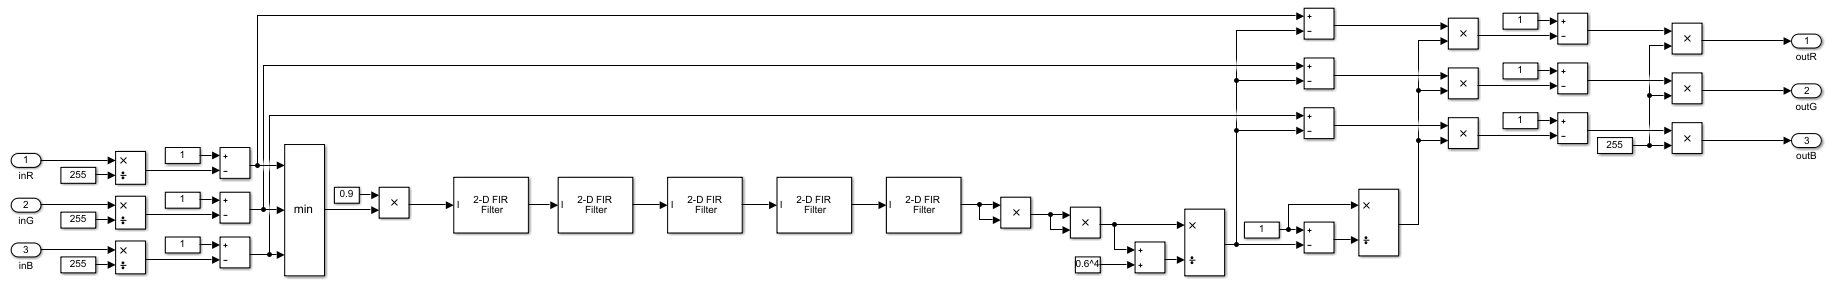 1
inR
255
×
÷
1
+
−
2
inG
255
×
÷
1
+
−
3
inB
255
×
÷
1
+
−
min
0.9
×
I
2-D FIR
Filter
I
2-D FIR
Filter
I
2-D FIR
Filter
I
2-D FIR
Filter
I
2-D FIR
Filter
×
×
0.6^4
+
+
×
÷
1
+
−
×
÷
+
−
×
1
+
−
×
1
outR
+
−
×
1
+
−
×
2
outG
+
−
×
1
+
−
255
×
3
outB